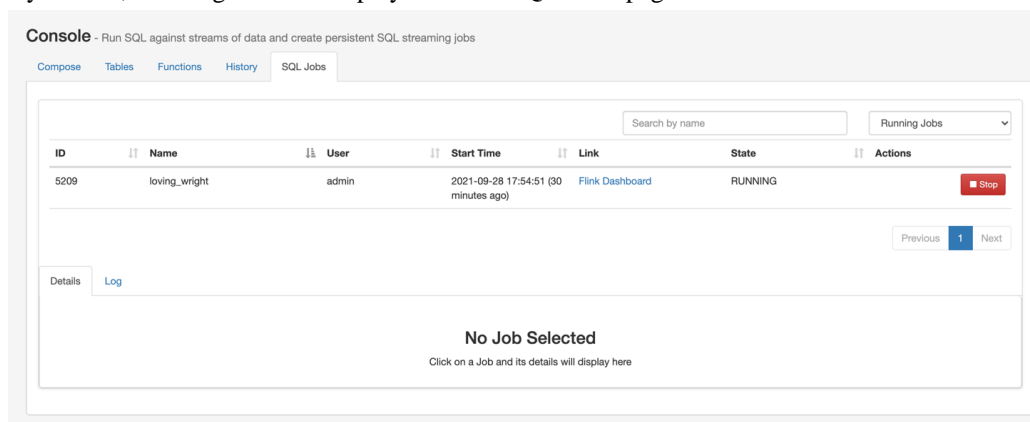 Console - Run SQL against streams of data and create persistent SQL streaming jobs
Compose Tables Functions History SQL Jobs
Search by name Running Jobs
ID Name User Start Time Link State Actions
5209 loving_wright admin 2021-09-28 17:54:51 (30 Flink Dashboard RUNNING Stop
minutes ago)
Previous 1 Next
Details Log
No Job Selected
Click on a Job and its details will display here